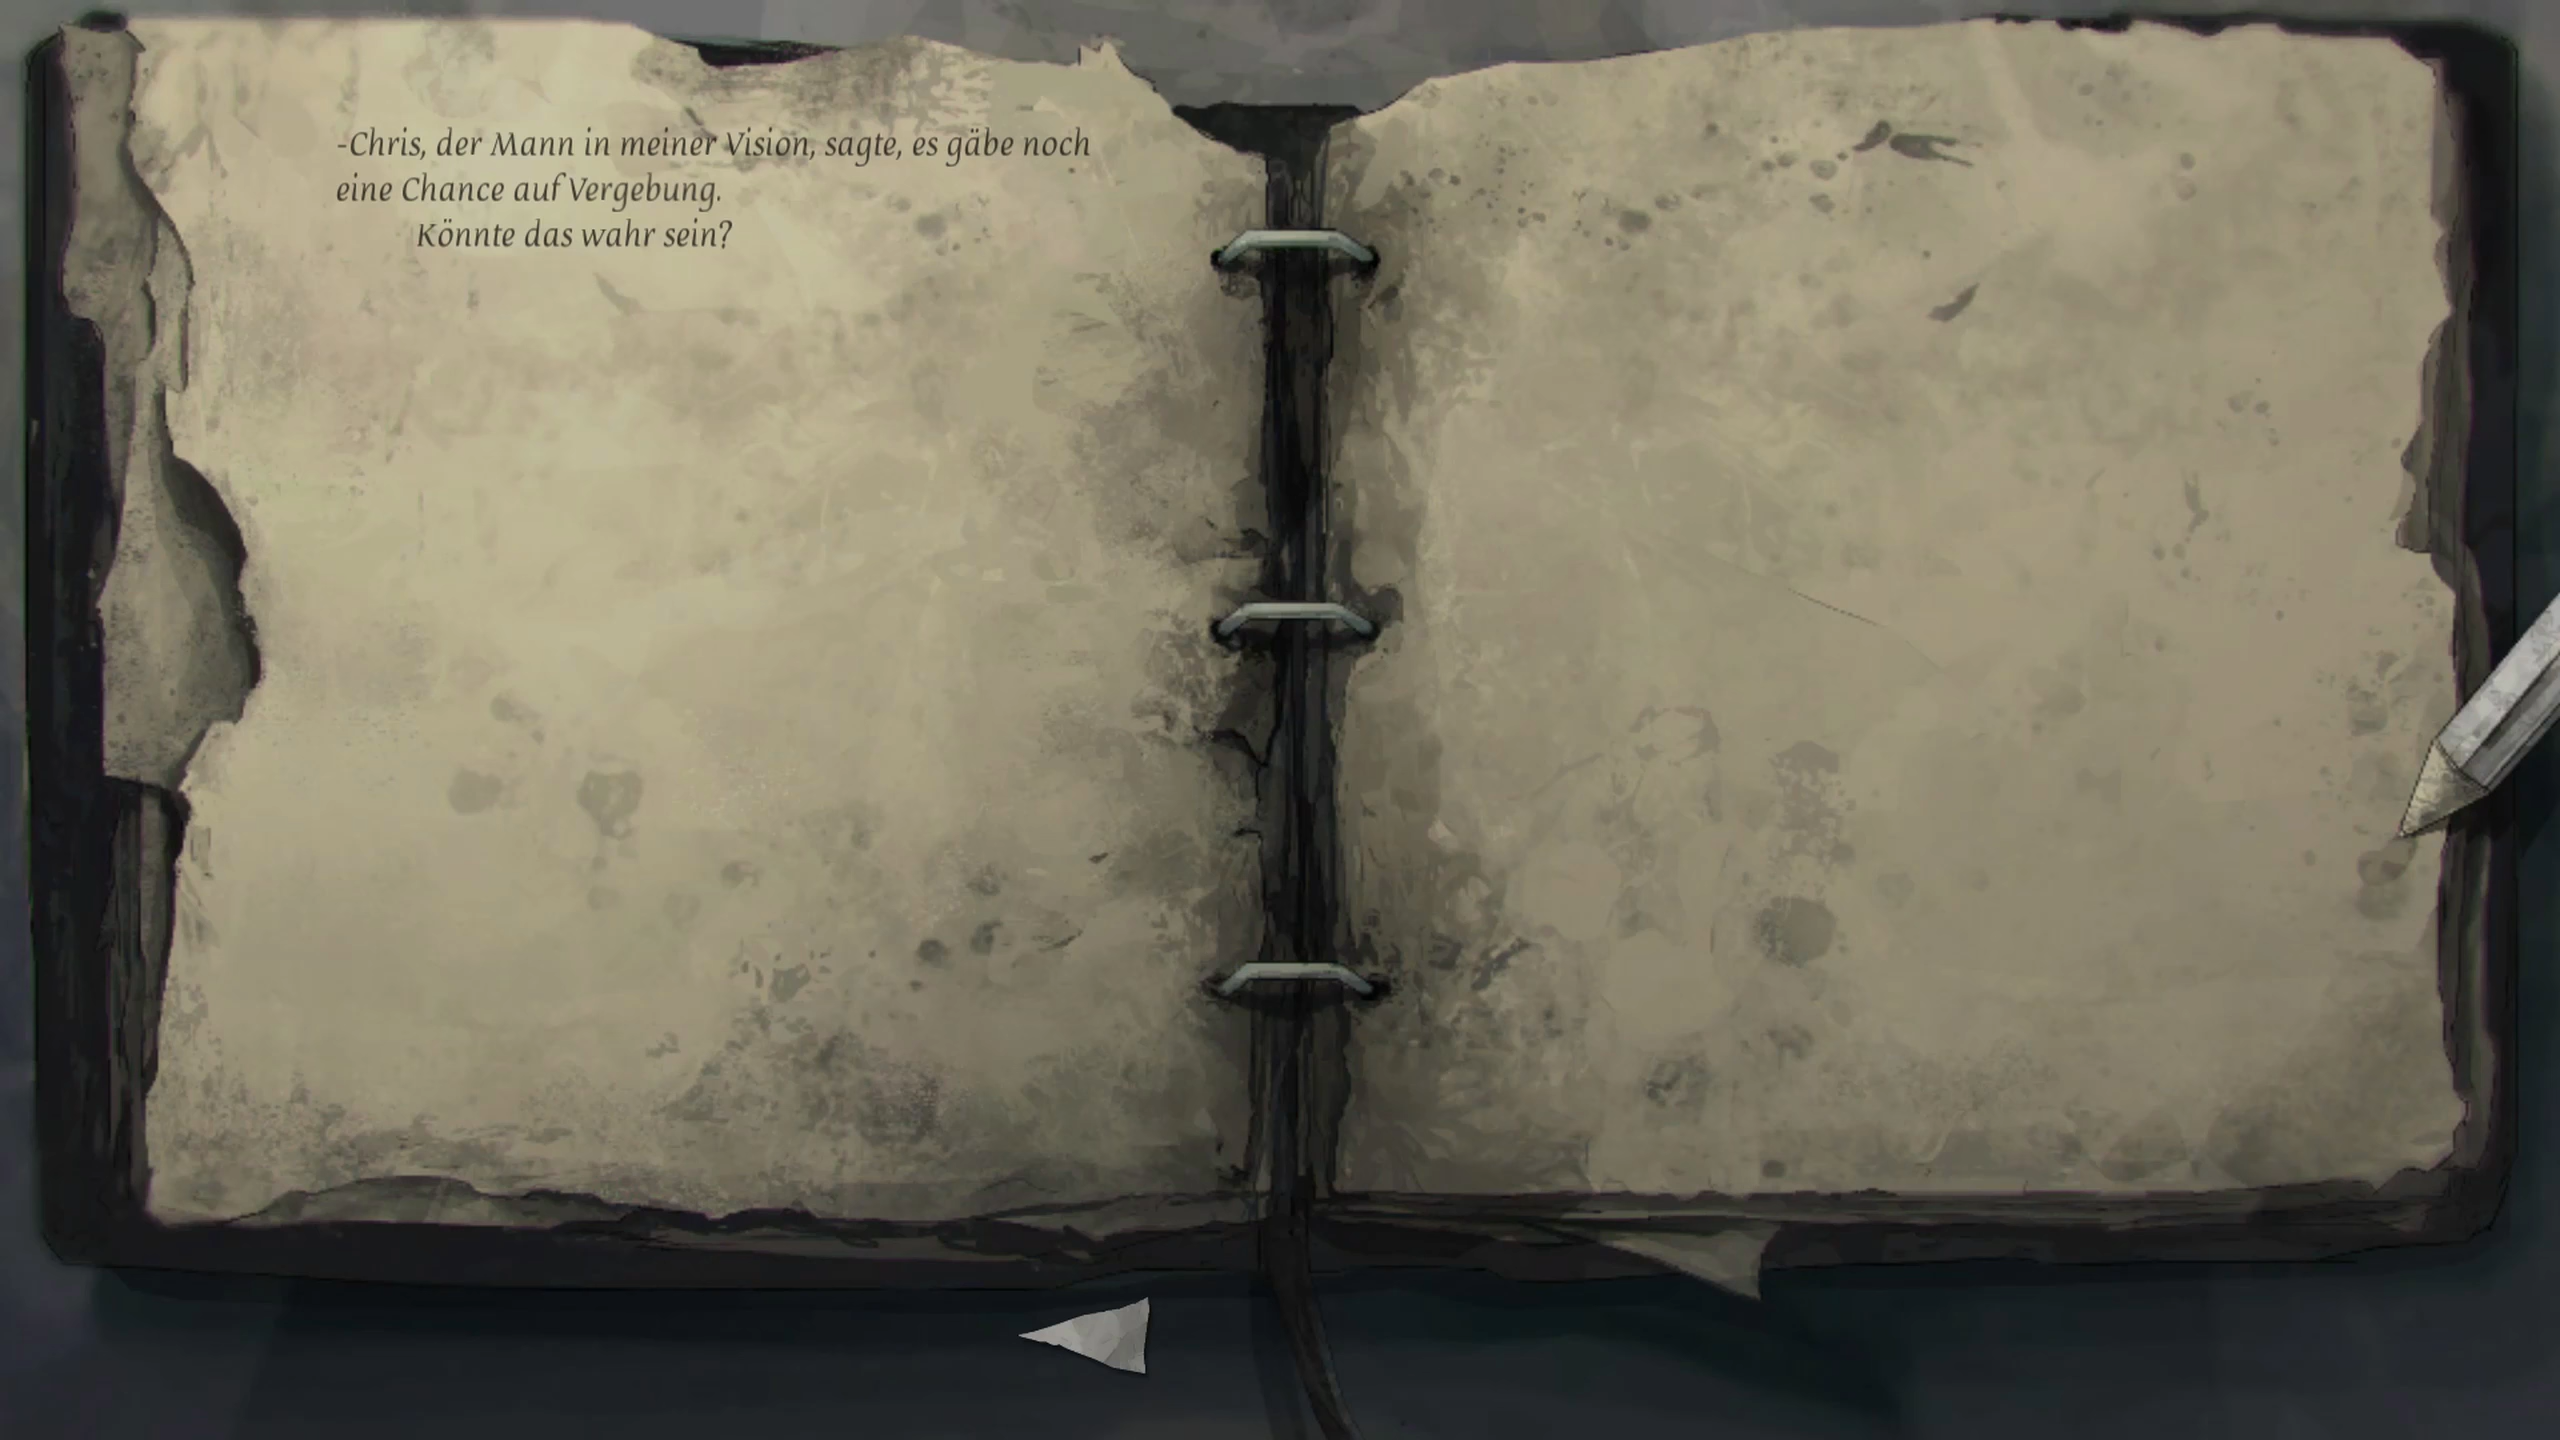 -Chris, der Mann in meiner Vision, sagte, es gäbe noch
eine Chance auf Vergebung.
Könnte das wahr sein?